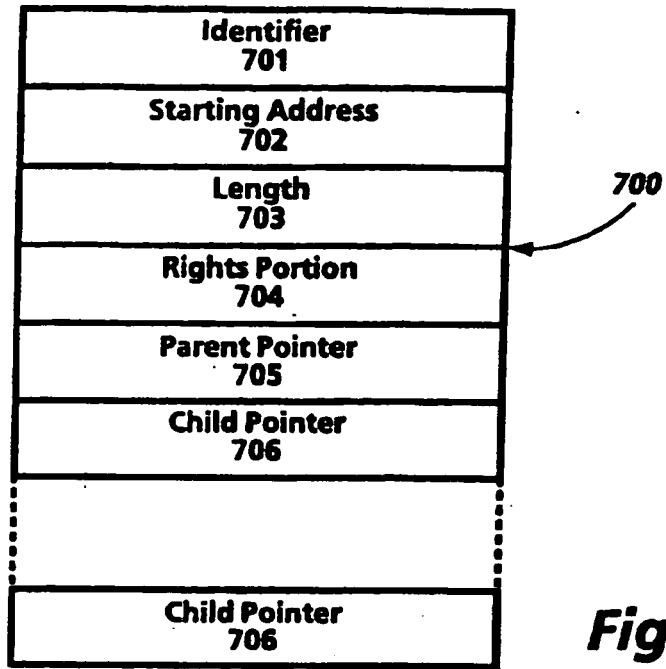 Identifier
701
Starting Address
702
Length
703
700
Rights Portion
704
Parent Pointer
705
Child Pointer
706
Child Pointer
706
Fig